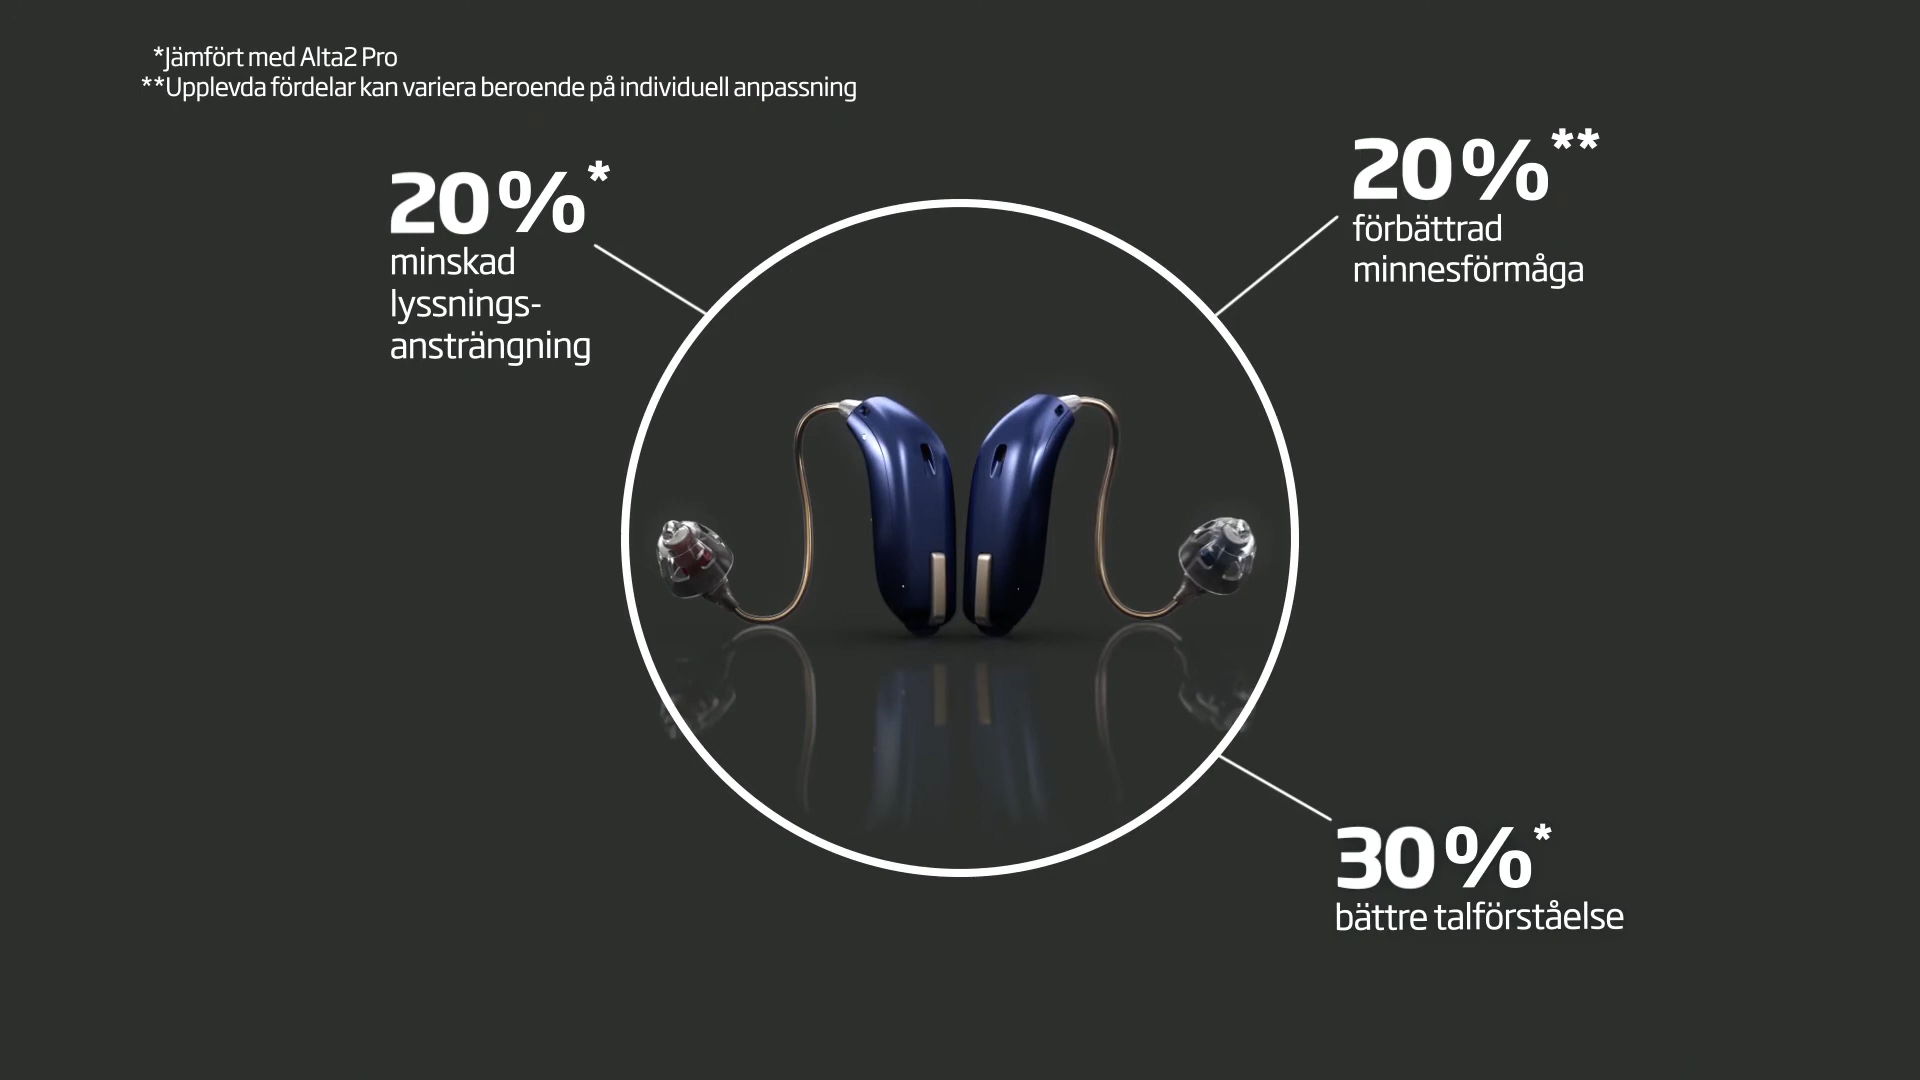 *Jämfört med Alta2 Pro
**Upplevda fördelar kan variera beroende på individuell anpassning
20%*
minskad
lyssnings-
ansträngning
20%**
förbättrad
minnesförmåga
30%*
bättre talförståelse